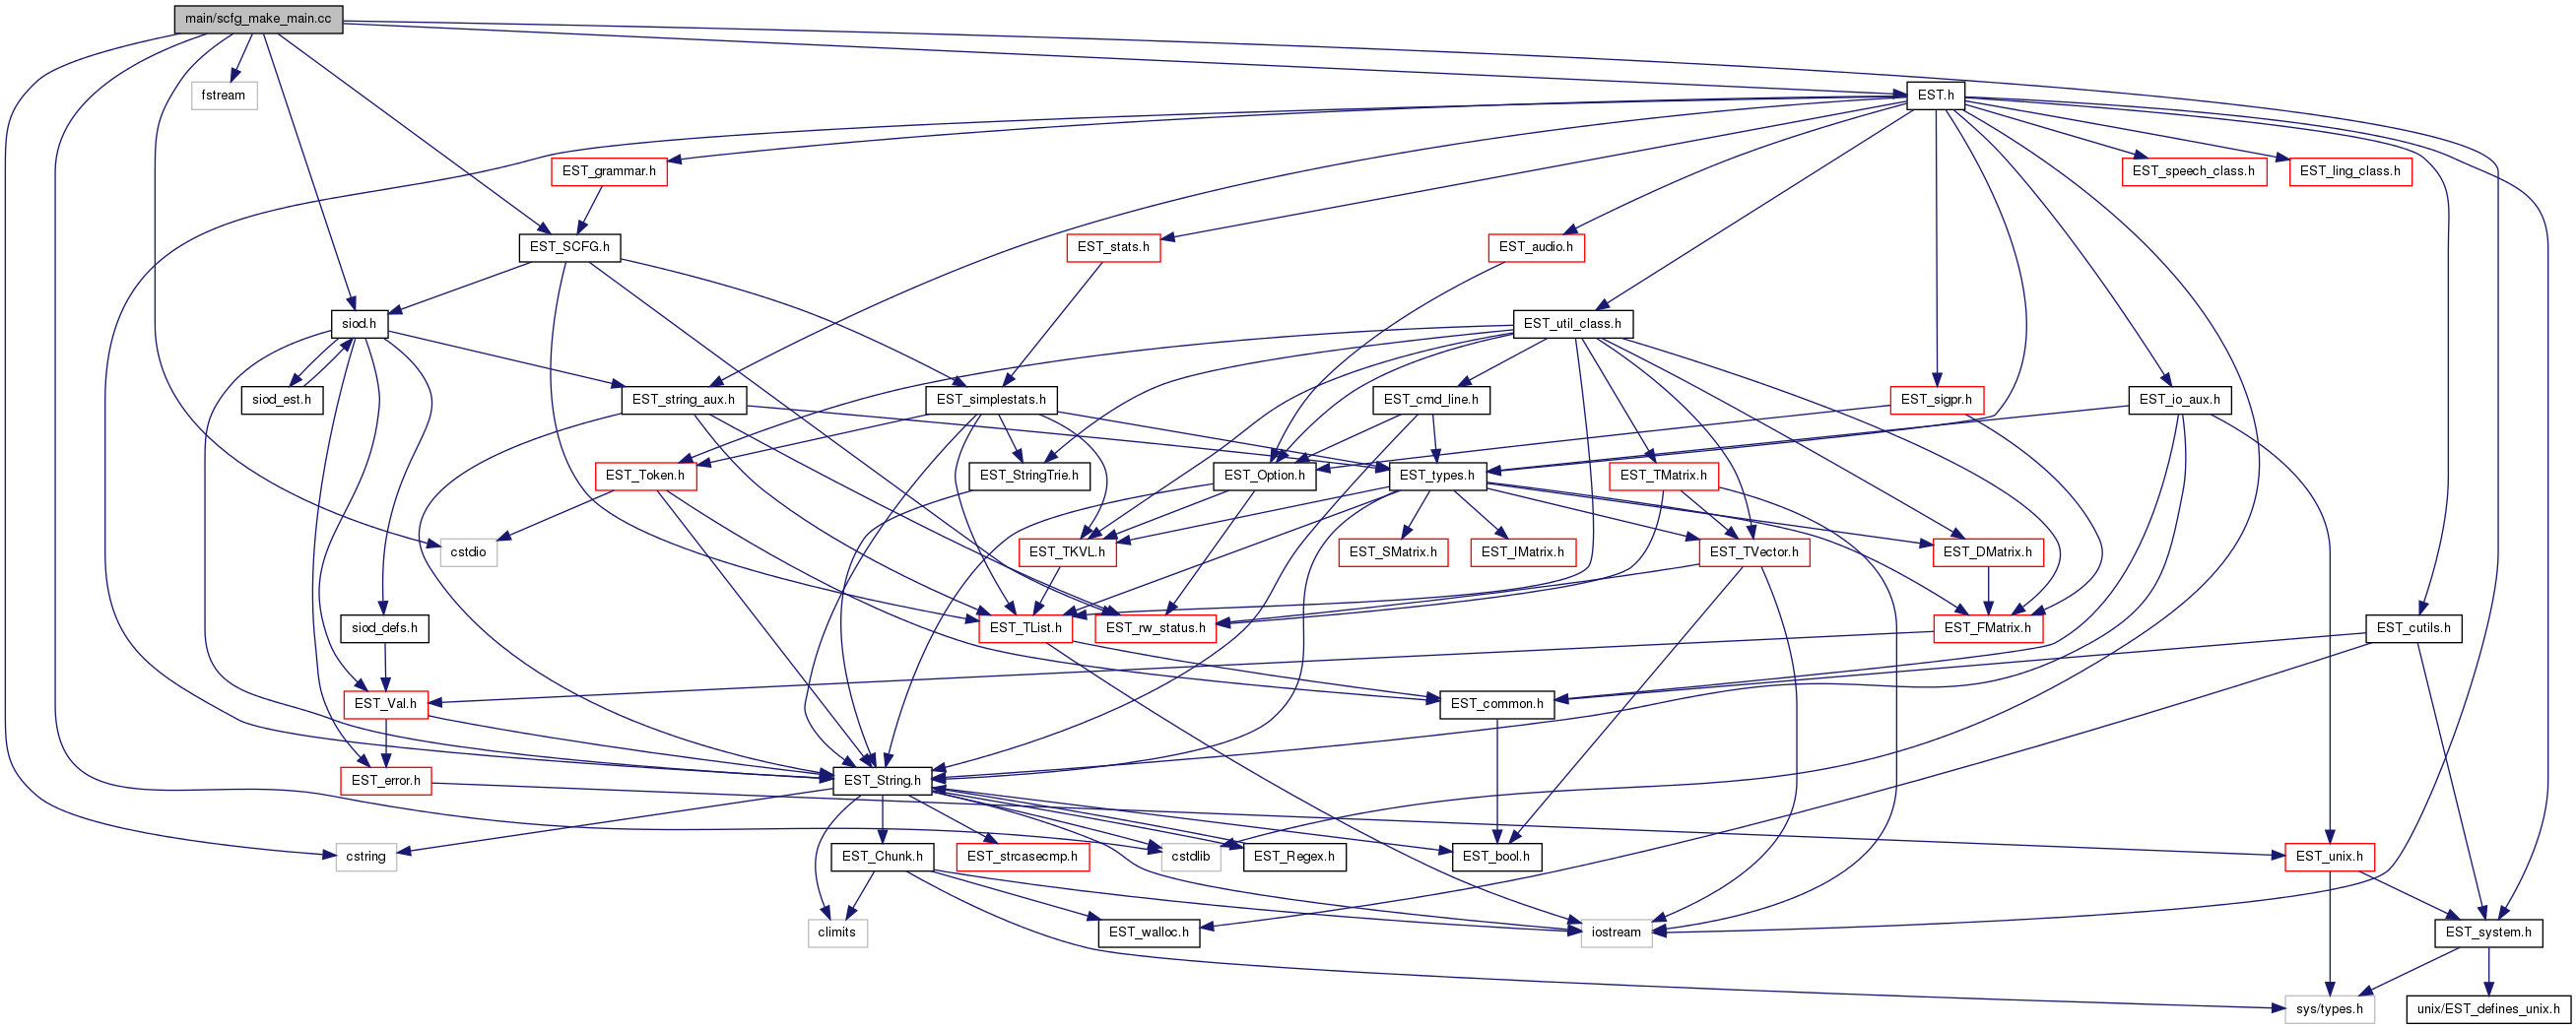 main/scfg_make_main.cc
fstream
EST.h
EST_grammar.h
EST_speech_class.h
EST_ling_class.h
EST_SCFG.h
EST_stats.h
EST_audio.h
siod.h
EST_util_class.h
siod_est.h
EST_string_aux.h
EST_simplestats.h
EST_cmd_line.h
EST_sigpr.h
EST_io_aux.h
EST_Token.h
EST_StringTrie.h
EST_Option.h
EST_types.h
EST_TMatrix.h
cstdio
EST_TKVL.h
EST_SMatrix.h
EST_IMatrix.h
EST_TVector.h
EST_DMatrix.h
siod_defs.h
EST_TList.h
EST_rw_status.h
EST_FMatrix.h
EST_cutils.h
EST_Val.h
EST_common.h
EST_error.h
EST_String.h
cstring
EST_Chunk.h
EST_strcasecmp.h
cstdlib
EST_Regex.h
EST_bool.h
EST_unix.h
climits
EST_walloc.h
iostream
EST_system.h
sys/types.h
unix/EST_defines_unix.h